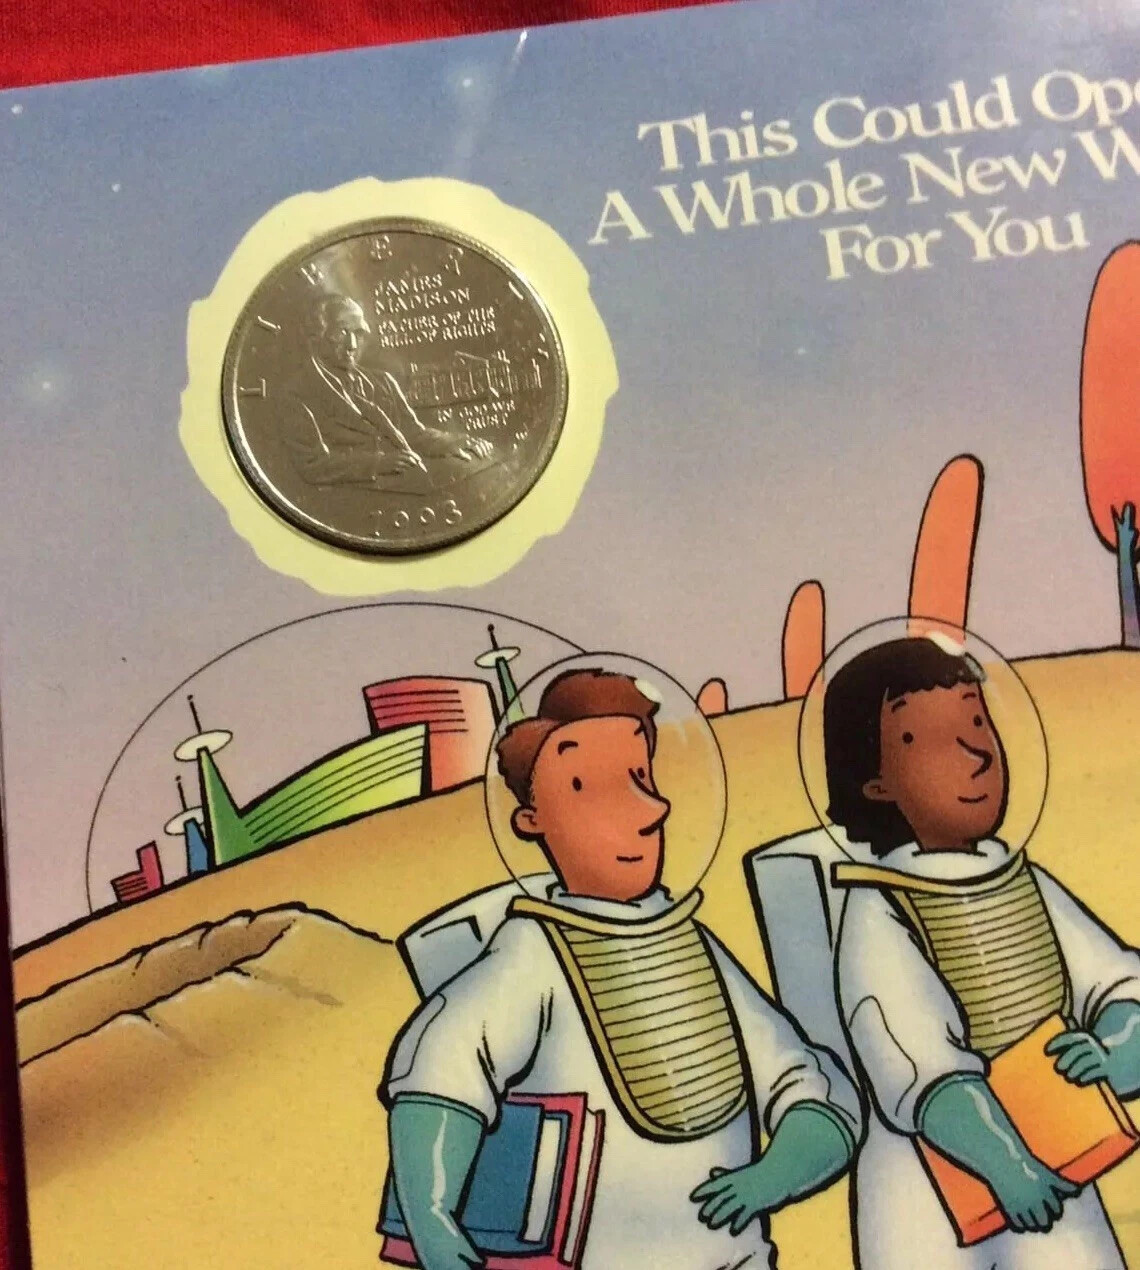 This Could Ope
A Whole New W
For You
LIBERTY
JAMES
MADISON
FATHER OF THE
BILL OF RIGHTS
IN GOD WE
TRUST
1993